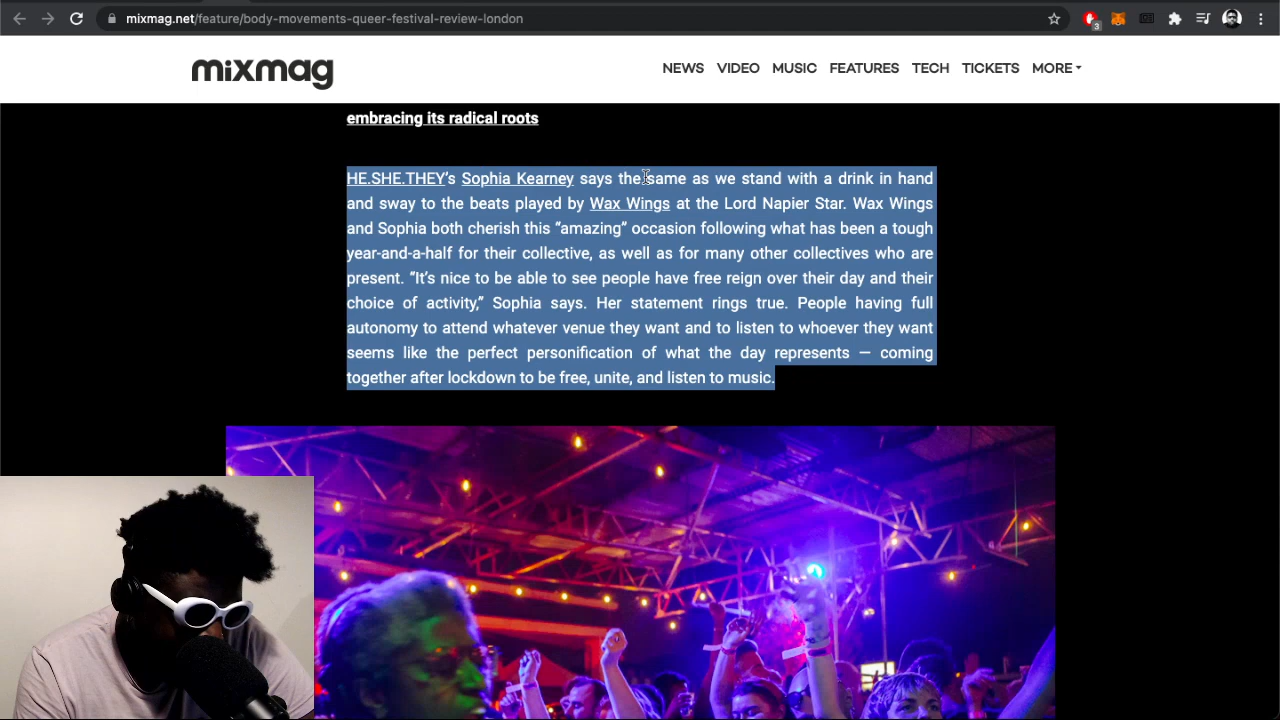 mixmag.net/feature/body-movements-queer-festival-review-london
3
mixmag
NEWS VIDEO MUSIC FEATURES TECH TICKETS MORE
embracing its radical roots
HE.SHE.THEY’s Sophia Kearney says the same as we stand with a drink in hand
and sway to the beats played by Wax Wings at the Lord Napier Star. Wax Wings
and Sophia both cherish this “amazing” occasion following what has been a tough
year-and-a-half for their collective, as well as for many other collectives who are
present. “It’s nice to be able to see people have free reign over their day and their
choice of activity,” Sophia says. Her statement rings true. People having full
autonomy to attend whatever venue they want and to listen to whoever they want
seems like the perfect personification of what the day represents — coming
together after lockdown to be free, unite, and listen to music.